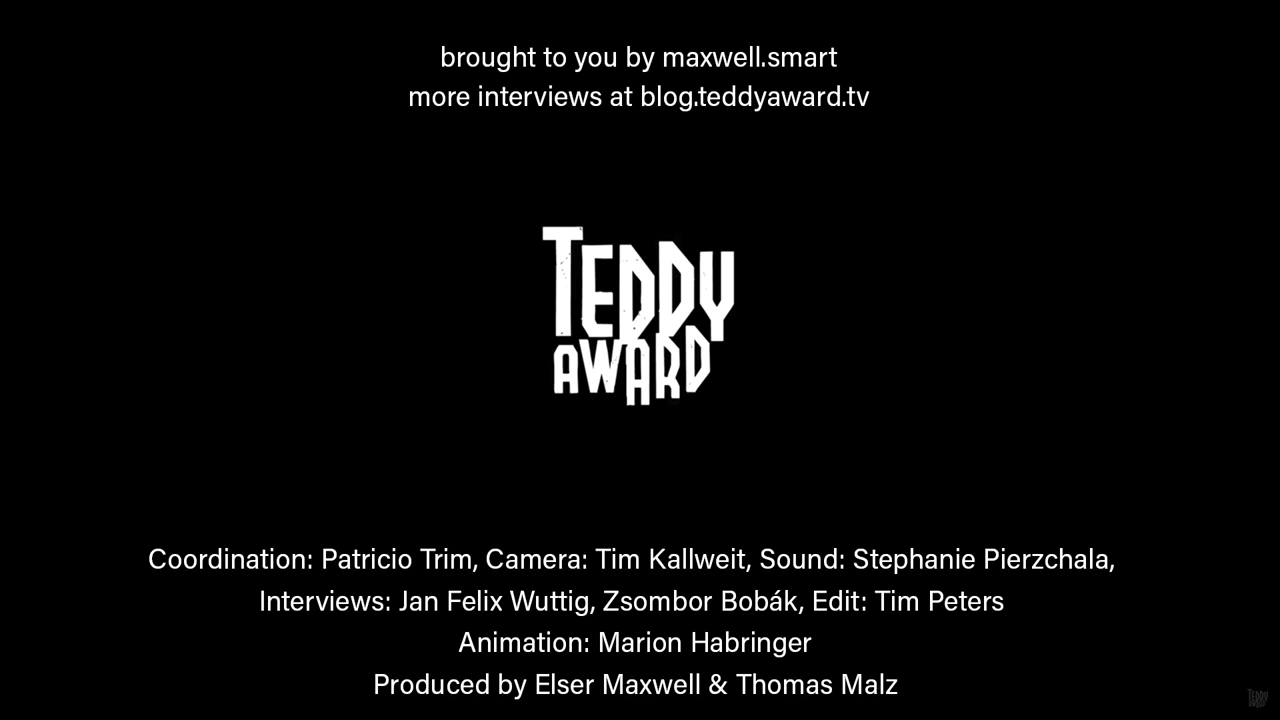 brought to you by maxwell.smart
more interviews at blog.teddyaward.tv
TEDDY
AWARD
Coordination: Patricio Trim, Camera: Tim Kallweit, Sound: Stephanie Pierzchala,
Interviews: Jan Felix Wuttig, Zsombor Bobák, Edit: Tim Peters
Animation: Marion Habringer
Produced by Elser Maxwell & Thomas Malz
TEDDY
AWARD